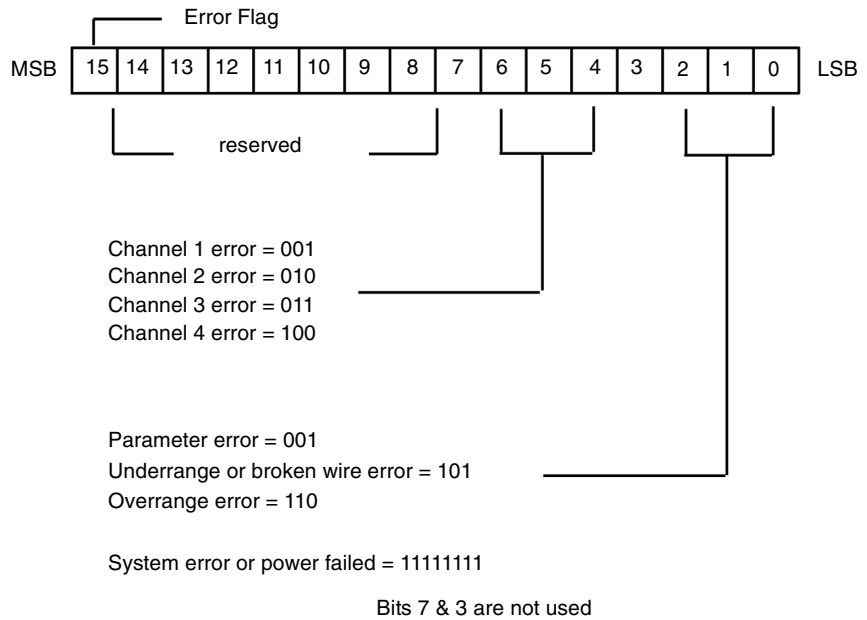 Error Flag
MSB 15 14 13 12 11 10 9 8 7 6 5 4 3 2 1 0 LSB
reserved
Channel 1 error = 001
Channel 2 error = 010
Channel 3 error = 011
Channel 4 error = 100
Parameter error = 001
Underrange or broken wire error = 101
Overrange error = 110
System error or power failed = 11111111
Bits 7 & 3 are not used